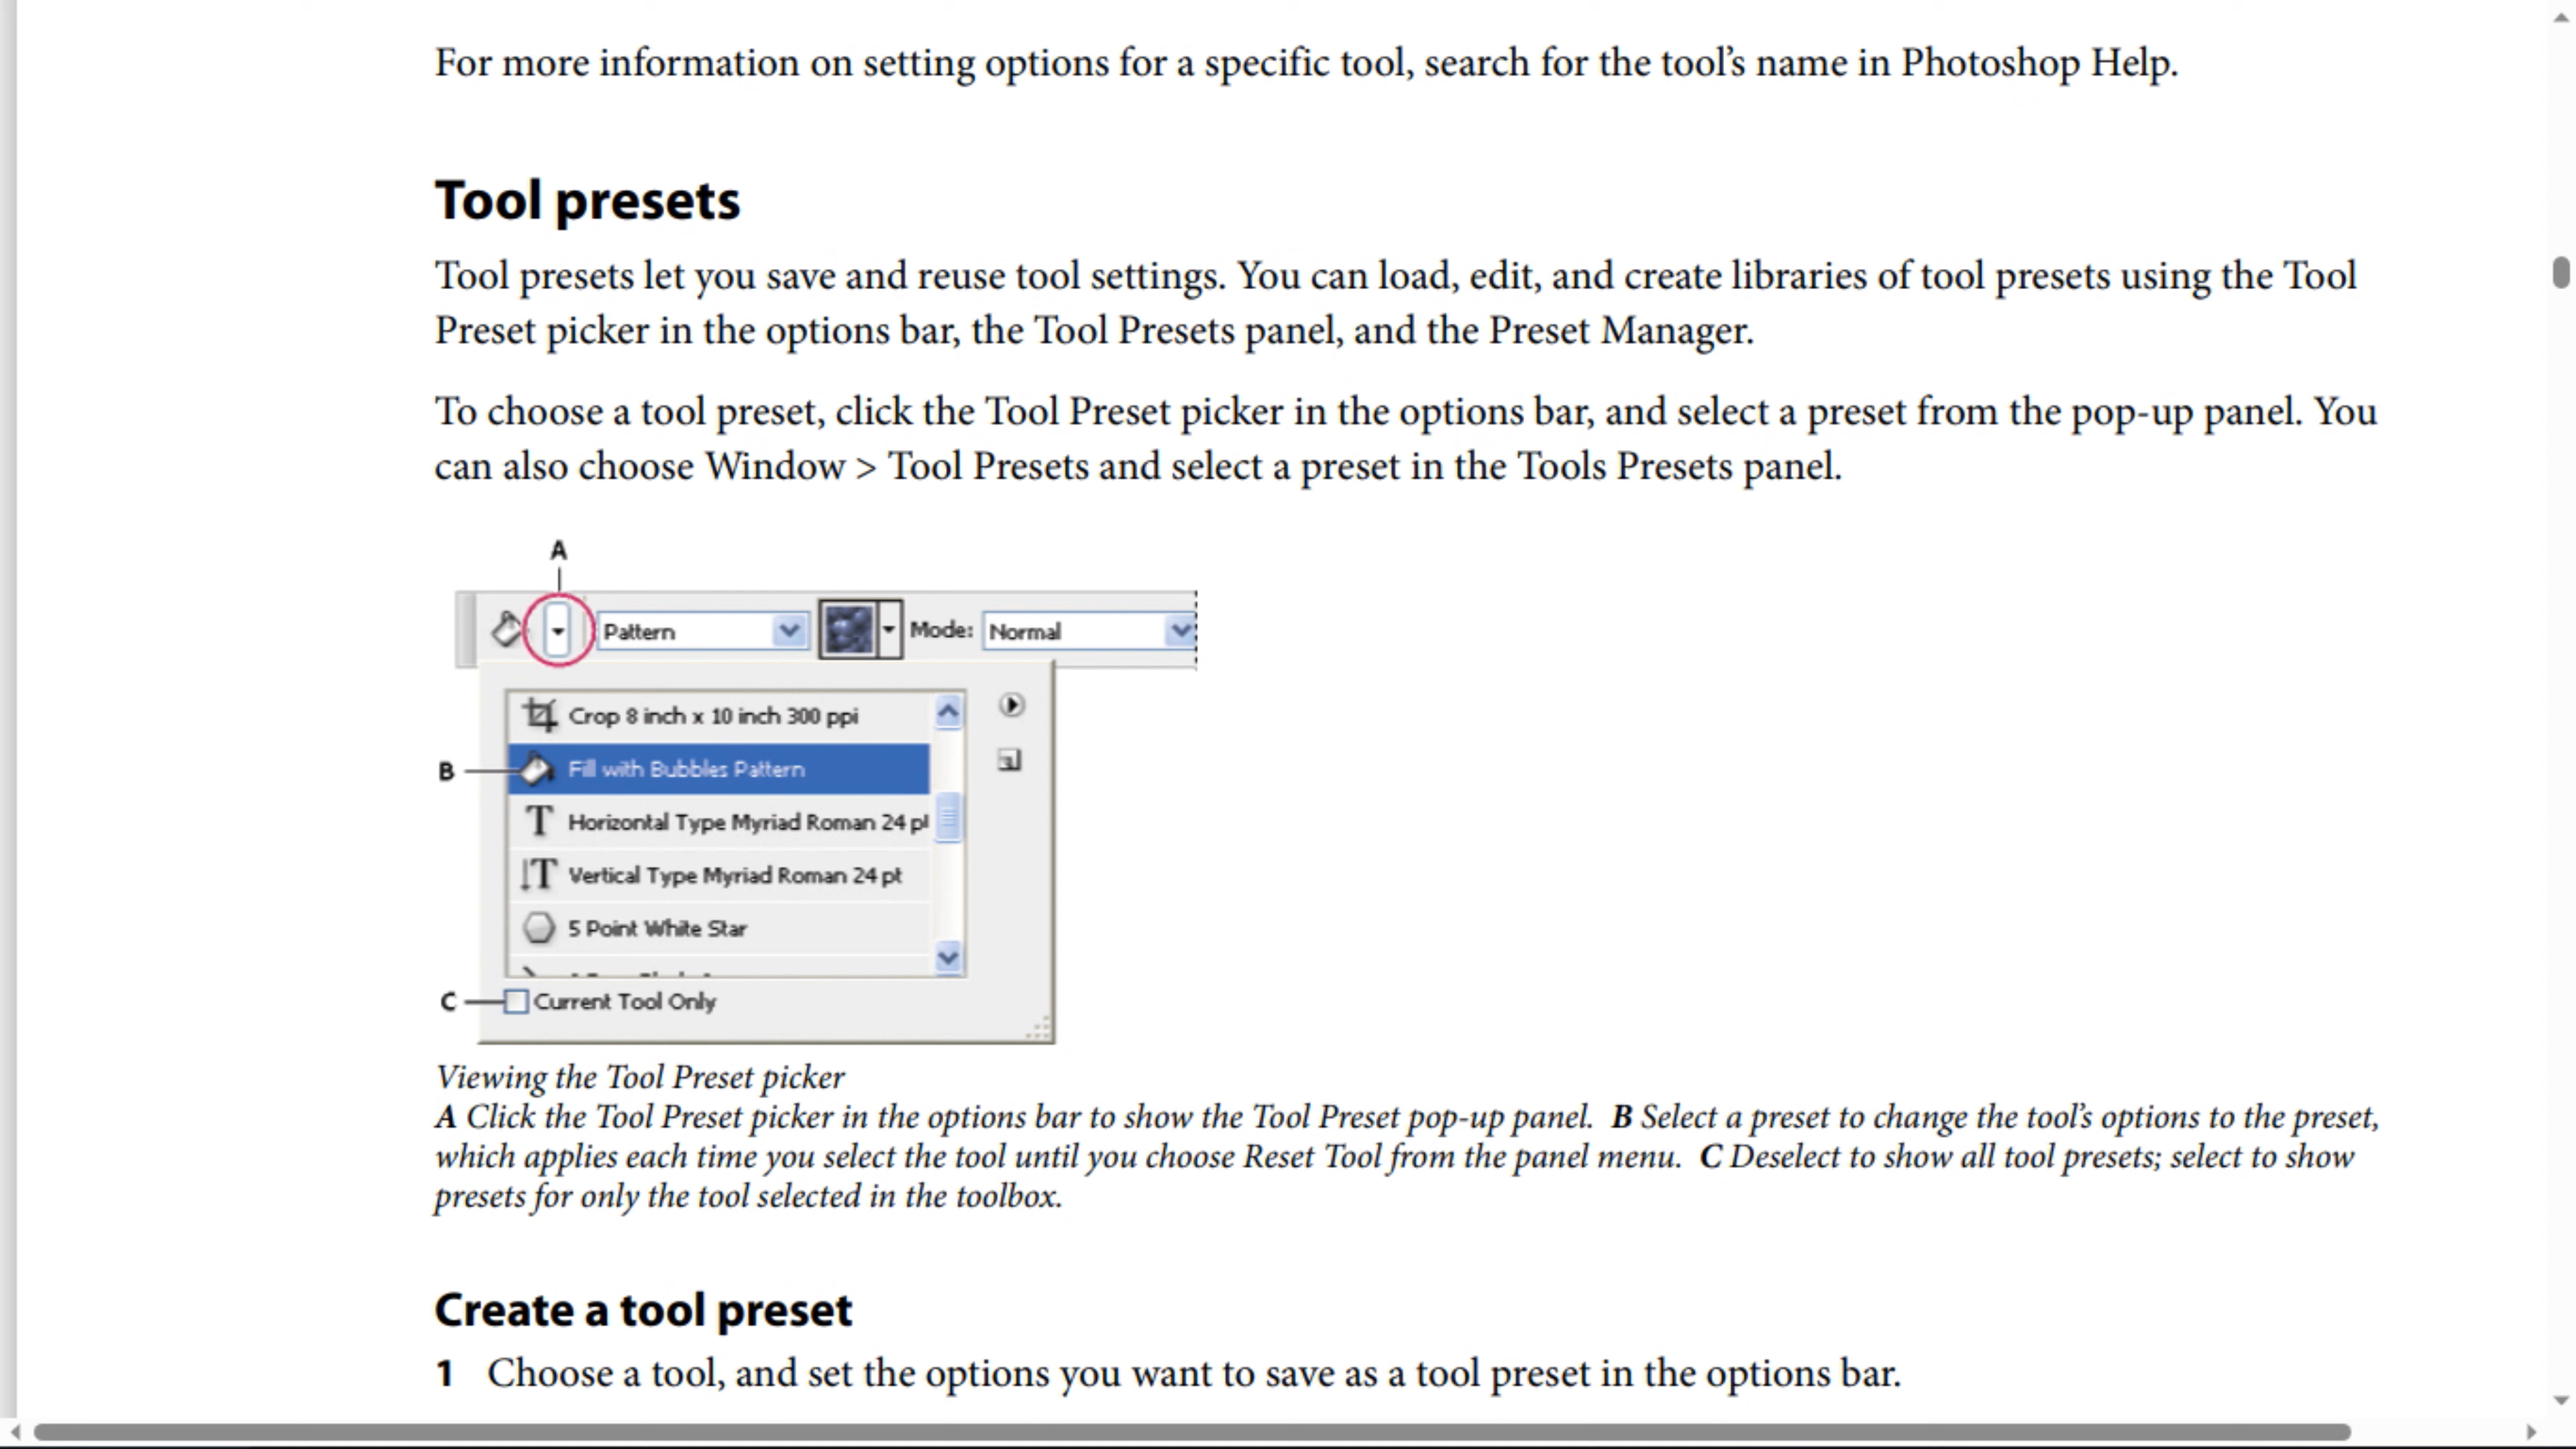 For more information on setting options for a specific tool, search for the tool’s name in Photoshop Help.
Tool presets
Tool presets let you save and reuse tool settings. You can load, edit, and create libraries of tool presets using the Tool
Preset picker in the options bar, the Tool Presets panel, and the Preset Manager.
To choose a tool preset, click the Tool Preset picker in the options bar, and select a preset from the pop-up panel. You
can also choose Window > Tool Presets and select a preset in the Tools Presets panel.
A
Pattern Mode: Normal
Crop 8 inch x 10 inch 300 ppi
B Fill with Bubbles Pattern
Horizontal Type Myriad Roman 24
Vertical Type Myriad Roman 24 pt
5 Point White Star
C Current Tool Only
Viewing the Tool Preset picker
A Click the Tool Preset picker in the options bar to show the Tool Preset pop-up panel. B Select a preset to change the tool’s options to the preset,
which applies each time you select the tool until you choose Reset Tool from the panel menu. C Deselect to show all tool presets; select to show
presets for only the tool selected in the toolbox.
Create a tool preset
1 Choose a tool, and set the options you want to save as a tool preset in the options bar.